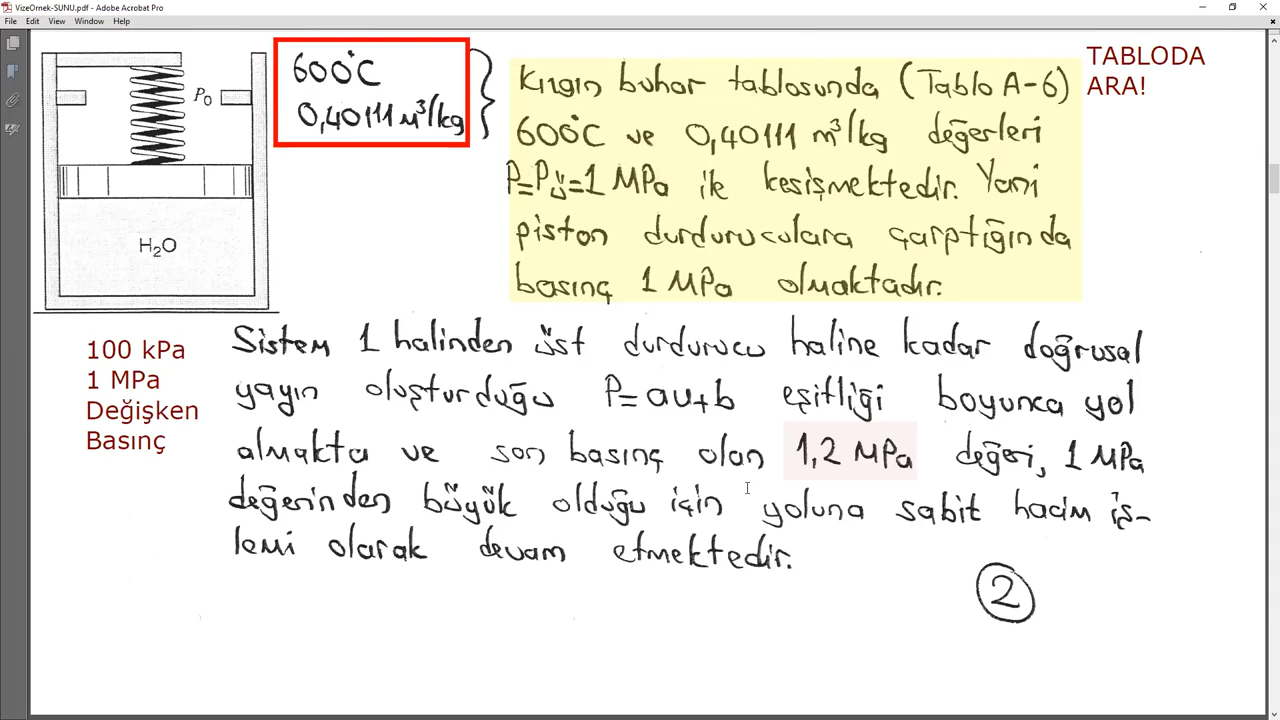 VizeOrnek-SUNU.pdf - Adobe Acrobat Pro
File Edit View Window Help
P0
H2O
600°C
0,40111 m³/kg
Kızgın buhar tablosunda (Tablo A-6)
600°C ve 0,40111 m³/kg değerleri
P=Pü=1 MPa ile kesişmektedir. Yani
piston durduruculara çarptığında
basınç 1 MPa olmaktadır.
TABLODA
ARA!
100 kPa
1 MPa
Değişken
Basınç
Sistem 1 halinden üst durdurucu haline kadar doğrusal
yayın oluşturduğu P=av+b eşitliği boyunca yol
almakta ve son basınç olan 1,2 MPa değeri, 1 MPa
değerinden büyük olduğu için yoluna sabit hacim iş-
lemi olarak devam etmektedir.
2